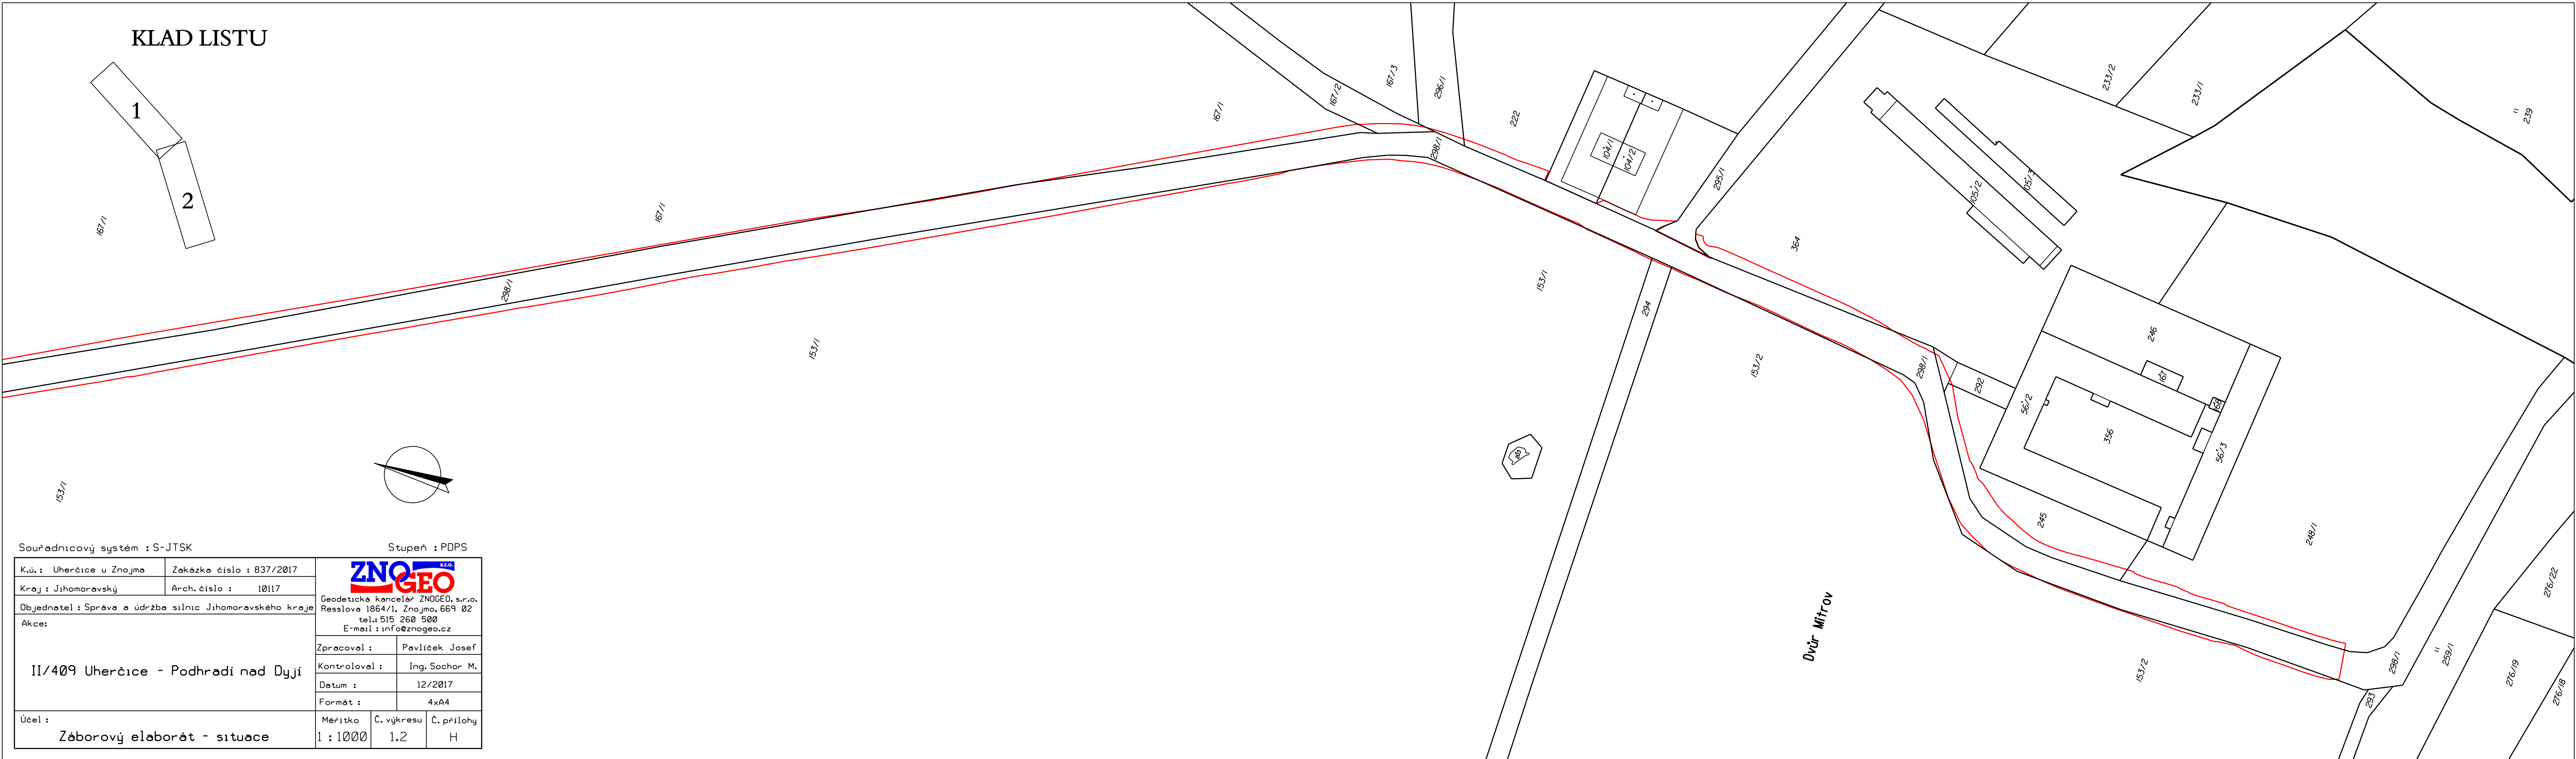 KLAD LISTU
1
2
167/1
167/1
167/1
167/2
167/3
296/1
222
104/1
104/2
298/1
295/1
364
105/2
105/3
233/2
233/1
239
298/1
153/1
153/1
153/1
153/2
294
298/1
292
56/2
246
167
168
356
56/3
245
248/1
Dvůr Mitrov
153/2
293
298/1
259/1
276/22
276/19
276/18
Souřadnicový systém : S-JTSK
Stupeň : PDPS
K.ú.: Uherčice u Znojma
Zakázka číslo : 837/2017
Kraj : Jihomoravský
Arch. číslo : 10117
Objednatel : Správa a údržba silnic Jihomoravského kraje
ZNOGEO s.r.o.
Geodetická kancelář ZNOGEO, s.r.o.
Resslova 1864/1, Znojmo, 669 02
tel.: 515 260 500
E-mail : info@znogeo.cz
Akce:
II/409 Uherčice - Podhradí nad Dyjí
Zpracoval : Pavlíček Josef
Kontroloval : Ing. Sochor M.
Datum : 12/2017
Formát : 4xA4
Účel :
Záborový elaborát - situace
Měřítko
1 : 1000
Č. výkresu
1.2
Č. přílohy
H